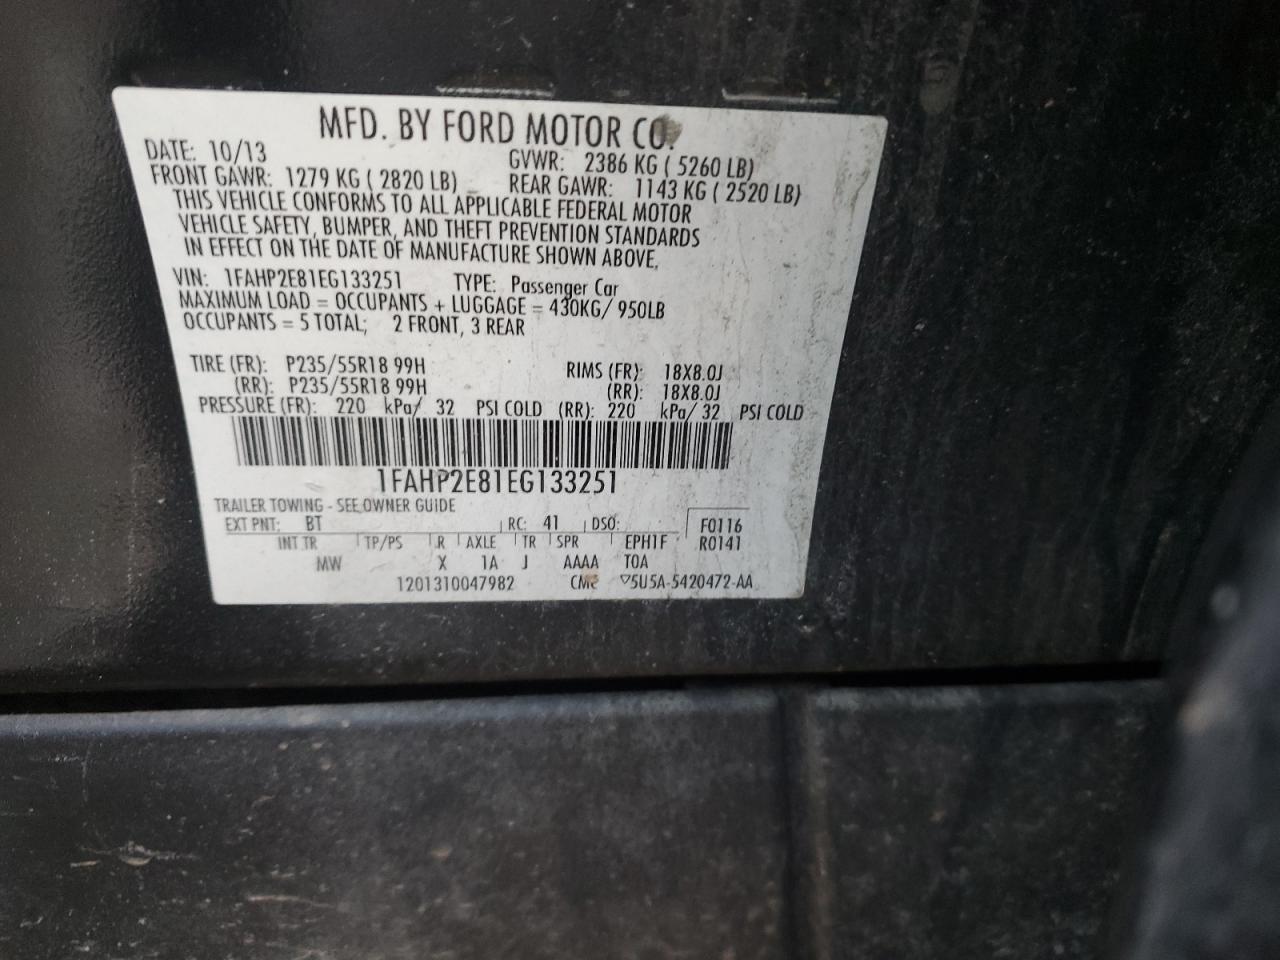 MFD. BY FORD MOTOR CO.
DATE: 10/13 GVWR: 2386 KG ( 5260 LB)
FRONT GAWR: 1279 KG ( 2820 LB) REAR GAWR: 1143 KG ( 2520 LB)
THIS VEHICLE CONFORMS TO ALL APPLICABLE FEDERAL MOTOR
VEHICLE SAFETY, BUMPER, AND THEFT PREVENTION STANDARDS
IN EFFECT ON THE DATE OF MANUFACTURE SHOWN ABOVE.
VIN: 1FAHP2E81EG133251 TYPE: Passenger Car
MAXIMUM LOAD = OCCUPANTS + LUGGAGE = 430KG/ 950LB
OCCUPANTS = 5 TOTAL; 2 FRONT, 3 REAR
TIRE (FR): P235/55R18 99H RIMS (FR): 18X8.0J
(RR): P235/55R18 99H (RR): 18X8.0J
PRESSURE (FR): 220 kPa/ 32 PSI COLD (RR): 220 kPa/ 32 PSI COLD
1FAHP2E81EG133251
TRAILER TOWING - SEE OWNER GUIDE
EXT PNT: BT RC: 41 DSO: F0116
INT TR TP/PS R AXLE TR SPR EPH1F R0141
MW X 1A J AAAA TOA
1201310047982 5U5A-5420472-AA